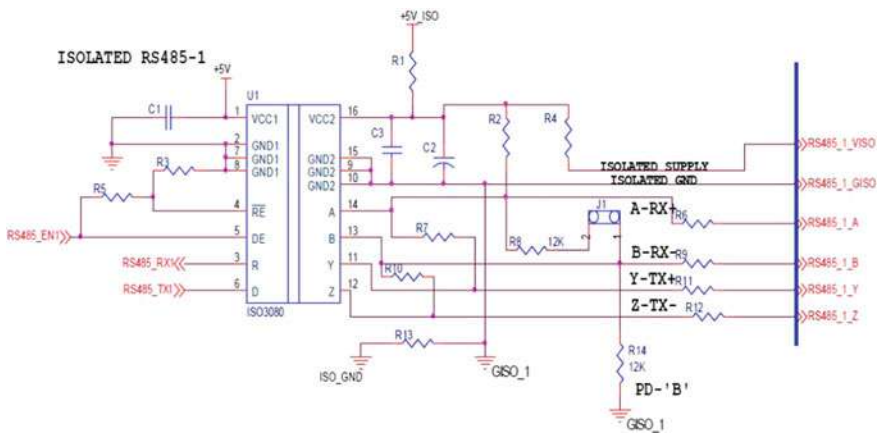 +5V_ISO
ISOLATED RS485-1
+5V
R1
U1
C1
1
VCC1
VCC2
16
C3
C2
R2
R4
2
GND1
7
GND1
8
GND1
GND2
15
GND2
9
GND2
10
R3
R5
ISOLATED SUPPLY
ISOLATED GND
RS485_1_VISO
RS485_1_GISO
4
RE
A
14
J1
A-RX+
R6
RS485_1_A
RS485_EN1
5
DE
B
13
R7
R8
12K
2
1
B-RX-
R9
RS485_1_B
RS485_RX1
3
R
Y
11
R10
Y-TX+
R11
RS485_1_Y
RS485_TX1
6
D
Z
12
Z-TX-
R12
RS485_1_Z
ISO3080
R13
ISO_GND
GISO_1
R14
12K
PD-'B'
GISO_1